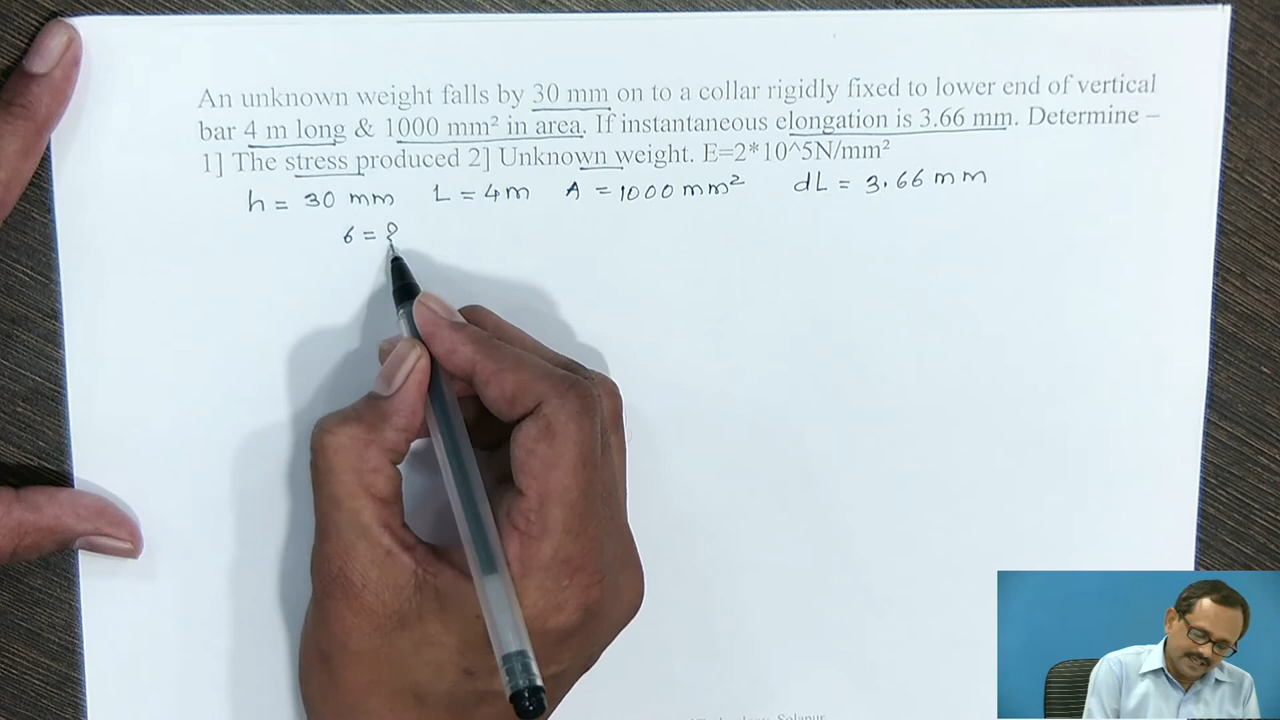 An unknown weight falls by 30 mm on to a collar rigidly fixed to lower end of vertical
bar 4 m long & 1000 mm² in area. If instantaneous elongation is 3.66 mm. Determine –
1] The stress produced 2] Unknown weight. E=2*10^5N/mm²
h = 30 mm L = 4m A = 1000 mm² dL = 3.66 mm
б = ?
Solapur